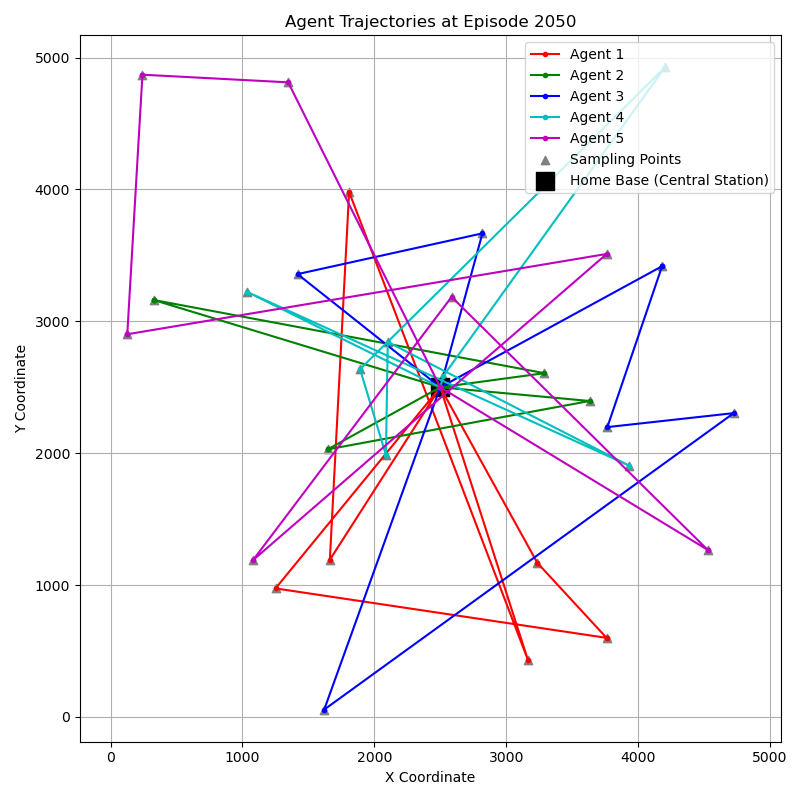 Agent Trajectories at Episode 2050
Agent 1
Agent 2
Agent 3
Agent 4
Agent 5
Sampling Points
Home Base (Central Station)
Y Coordinate
5000
4000
3000
2000
1000
0
0 1000 2000 3000 4000 5000
X Coordinate